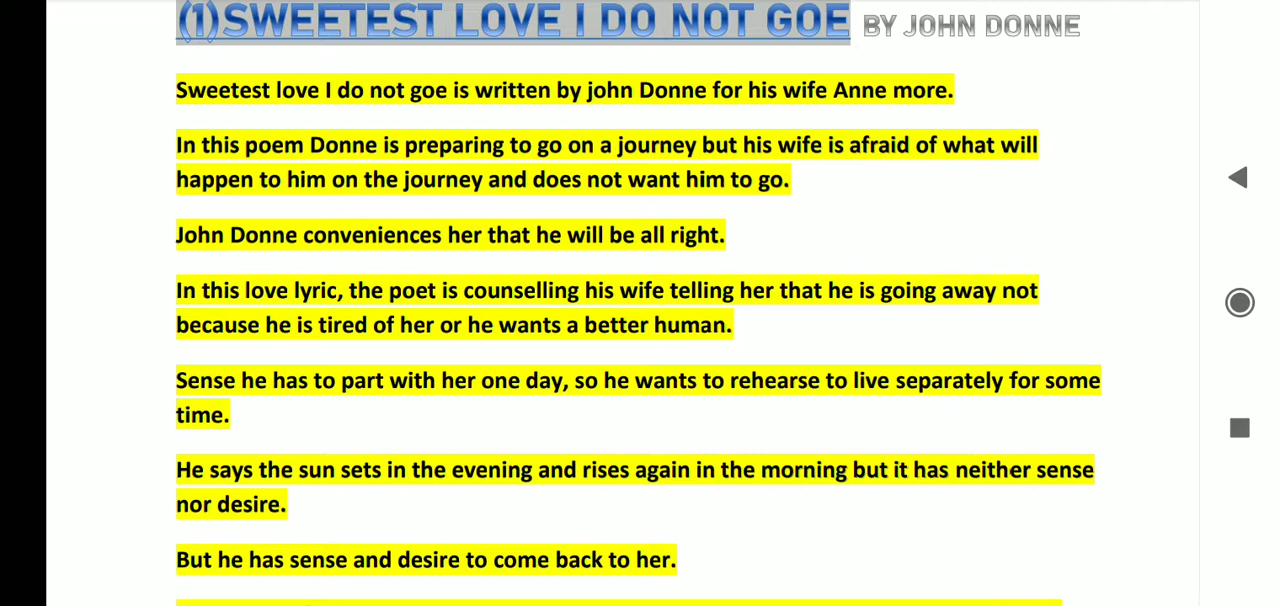 (1)SWEETEST LOVE I DO NOT GOE BY JOHN DONNE
Sweetest love I do not goe is written by john Donne for his wife Anne more.
In this poem Donne is preparing to go on a journey but his wife is afraid of what will
happen to him on the journey and does not want him to go.
John Donne conveniences her that he will be all right.
In this love lyric, the poet is counselling his wife telling her that he is going away not
because he is tired of her or he wants a better human.
Sense he has to part with her one day, so he wants to rehearse to live separately for some
time.
He says the sun sets in the evening and rises again in the morning but it has neither sense
nor desire.
But he has sense and desire to come back to her.